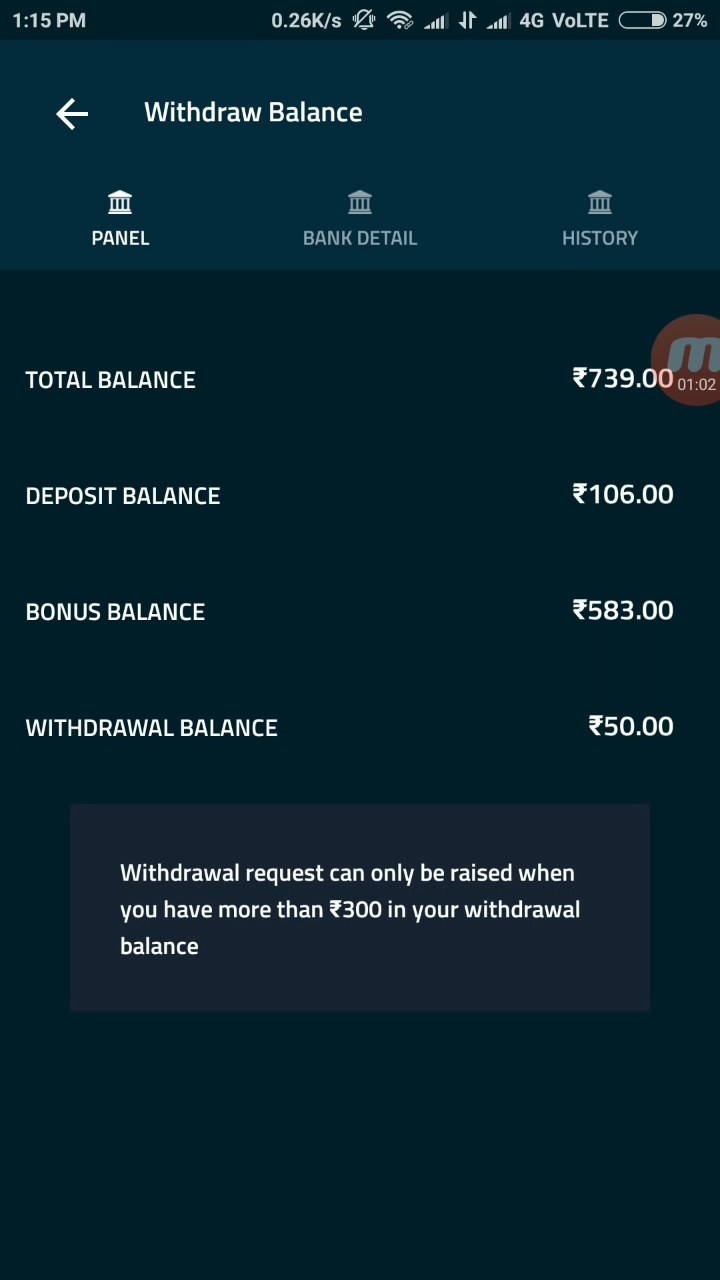 1:15 PM 0.26K/s 4G VoLTE 27%
Withdraw Balance
PANEL BANK DETAIL HISTORY
TOTAL BALANCE ₹739.00
01:02
DEPOSIT BALANCE ₹106.00
BONUS BALANCE ₹583.00
WITHDRAWAL BALANCE ₹50.00
Withdrawal request can only be raised when
you have more than ₹300 in your withdrawal
balance